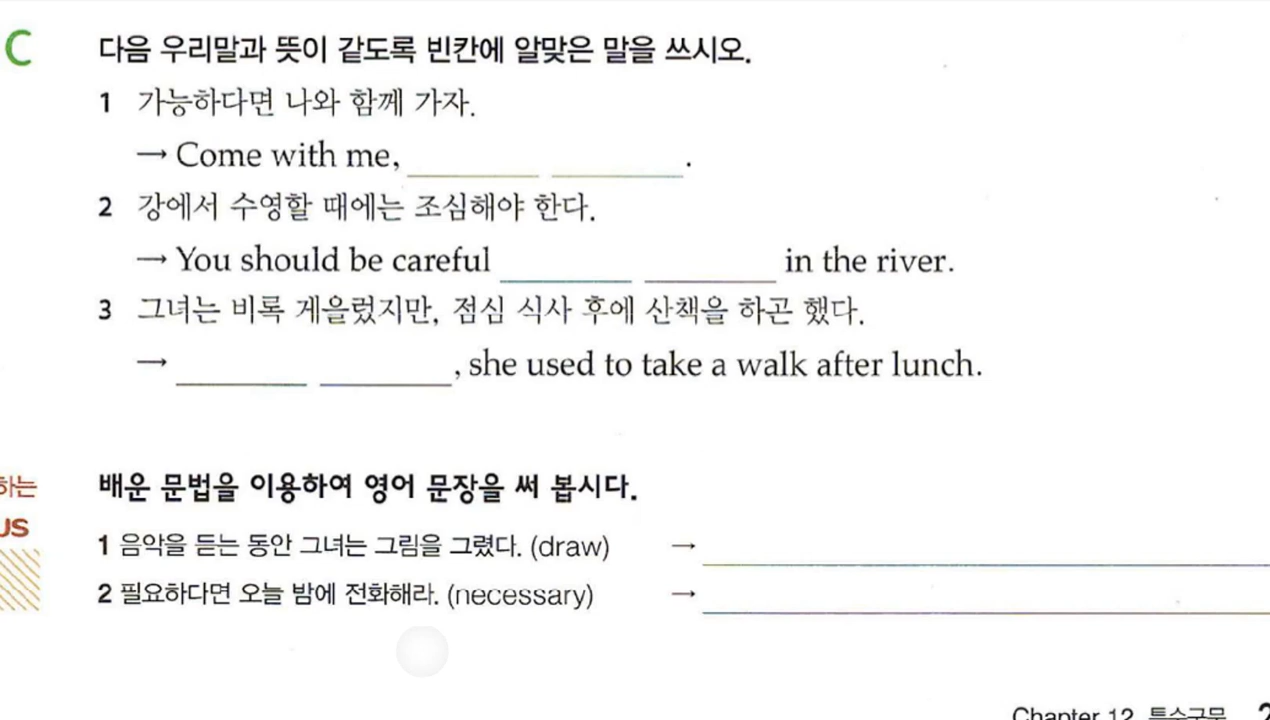 C 다음 우리말과 뜻이 같도록 빈칸에 알맞은 말을 쓰시오.
1 가능하다면 나와 함께 가자.
→ Come with me, ________ ________.
2 강에서 수영할 때에는 조심해야 한다.
→ You should be careful ________ ________ in the river.
3 그녀는 비록 게을렀지만, 점심 식사 후에 산책을 하곤 했다.
→ ________ ________, she used to take a walk after lunch.
하는 배운 문법을 이용하여 영어 문장을 써 봅시다.
US
1 음악을 듣는 동안 그녀는 그림을 그렸다. (draw) → ________
2 필요하다면 오늘 밤에 전화해라. (necessary) → ________
Chapter 12 특수구문